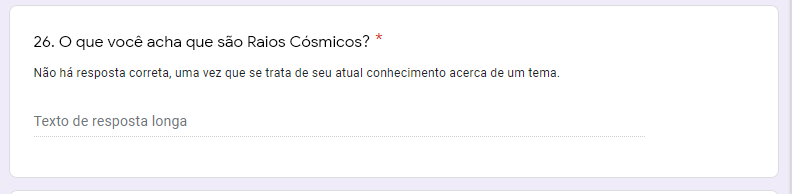 26. O que você acha que são Raios Cósmicos? *
Não há resposta correta, uma vez que se trata de seu atual conhecimento acerca de um tema.
Texto de resposta longa